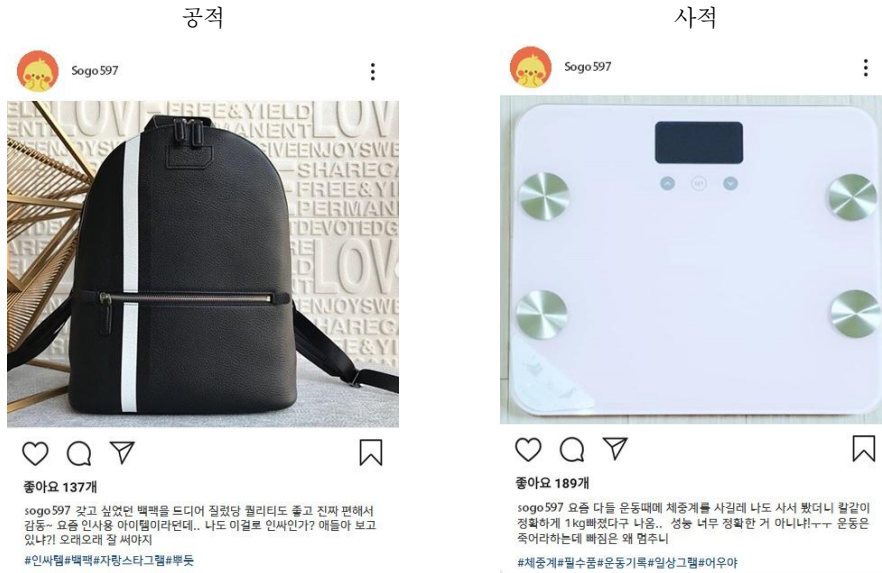 공적
사적
Sogo597
Sogo597
LOVE
FREE&YIELD
좋아요 137개
sogo597 갖고 싶었던 백팩을 드디어 질렀당 퀄리티도 좋고 진짜 편해서
감동~ 요즘 인사용 아이템이라던데.. 나도 이걸로 인싸인가? 애들아 보고
있냐?! 오래오래 잘 써야지
#인싸템#백팩#자랑스타그램#뿌듯
좋아요 189개
sogo597 요즘 다들 운동때메 체중계를 사길레 나도 사서 봤더니 칼같이
정확하게 1kg빠졌다구 나옴.. 성능 너무 정확한 거 아니냐!ㅜㅜ 운동은
죽어라하는데 빠짐은 왜 멈추니
#체중계#필수품#운동기록#일상그램#어우야